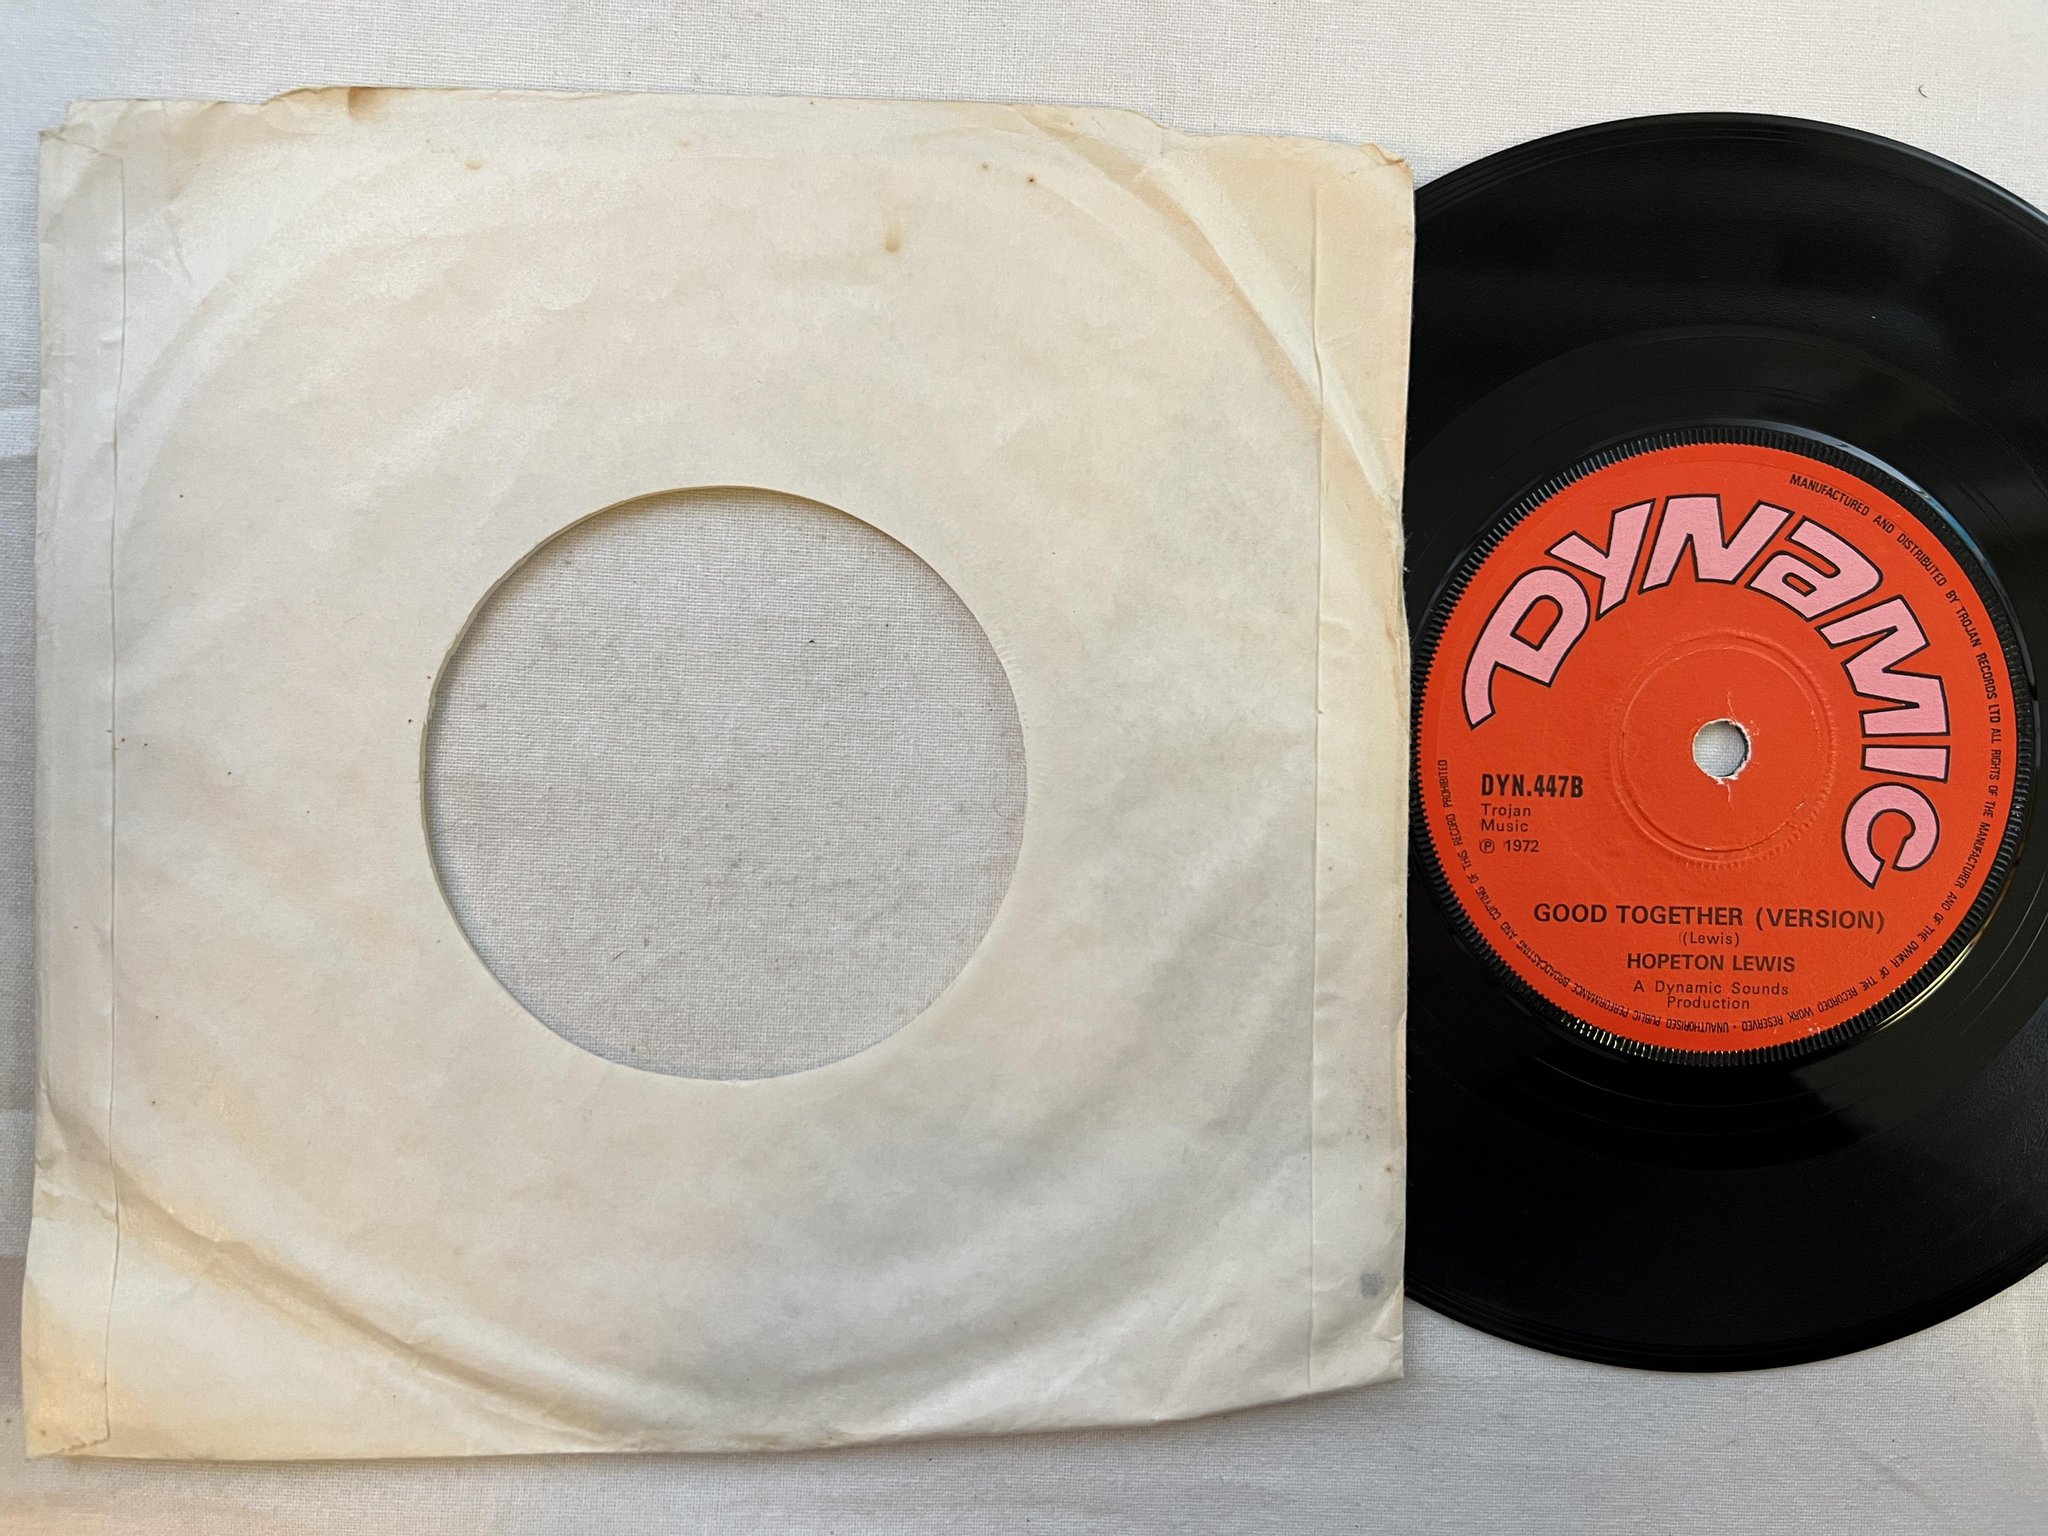 DYNAMIC
MANUFACTURED AND DISTRIBUTED BY TROJAN RECORDS LTD ALL RIGHTS OF THE MANUFACTURER AND OF THE OWNER OF THE RECORDED WORK RESERVED • UNAUTHORISED PUBLIC PERFORMANCE BROADCASTING AND COPYING OF THIS RECORD PROHIBITED
DYN.447B
Trojan
Music
℗ 1972
GOOD TOGETHER (VERSION)
(Lewis)
HOPETON LEWIS
A Dynamic Sounds
Production